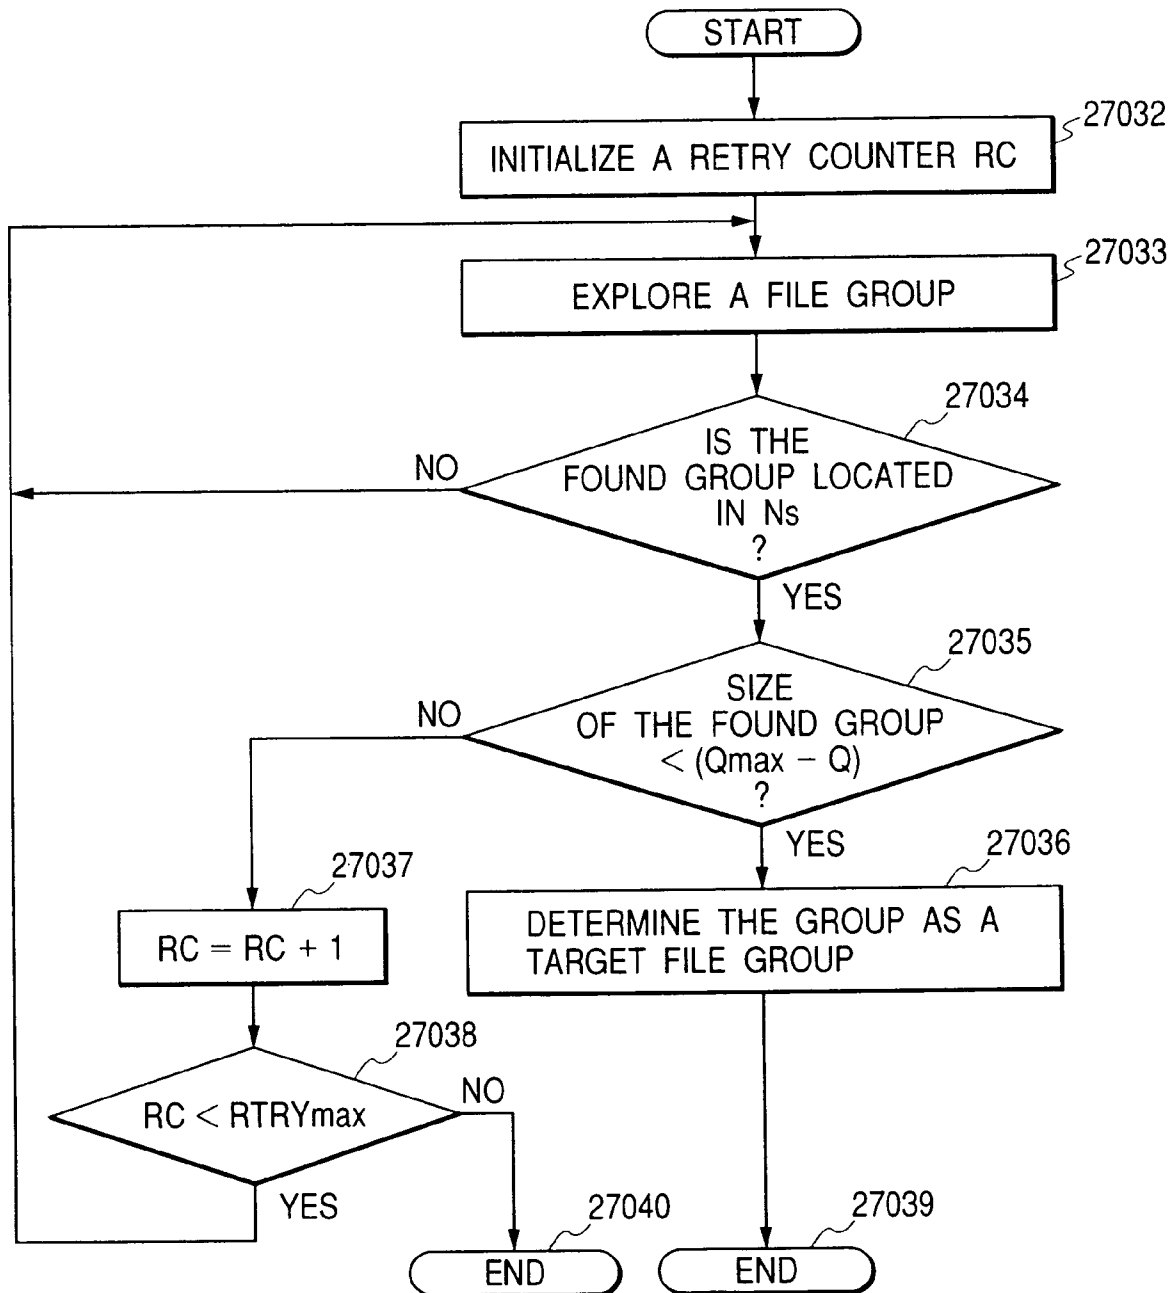 START
27032
INITIALIZE A RETRY COUNTER RC
27033
EXPLORE A FILE GROUP
27034
IS THE
FOUND GROUP LOCATED
IN Ns
?
NO
YES
27035
SIZE
OF THE FOUND GROUP
< (Qmax − Q)
?
NO
YES
27036
DETERMINE THE GROUP AS A
TARGET FILE GROUP
27037
RC = RC + 1
27038
RC < RTRYmax
NO
YES
27040
END
27039
END